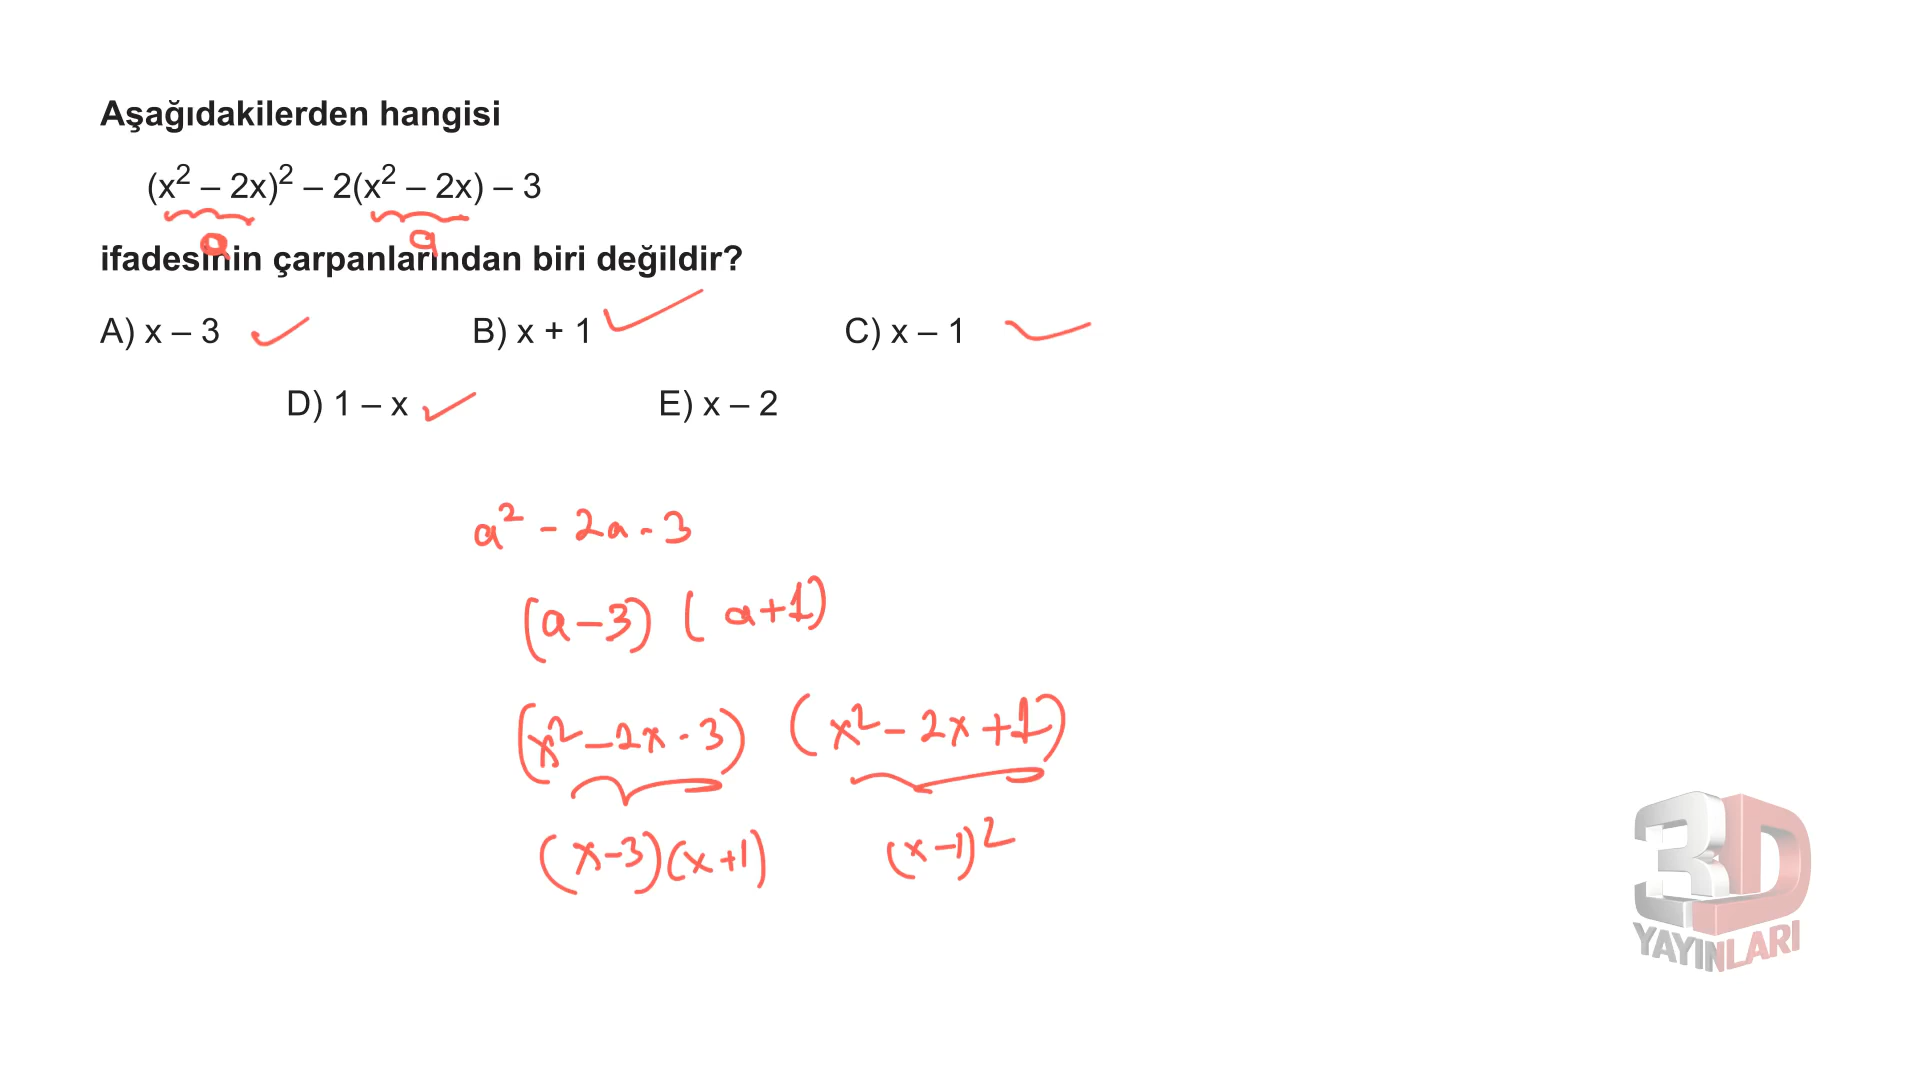 Aşağıdakilerden hangisi
(x² – 2x)² – 2(x² – 2x) – 3
a a
ifadesinin çarpanlarından biri değildir?
A) x – 3 B) x + 1 C) x – 1
D) 1 – x E) x – 2
a² - 2a - 3
(a - 3) ( a + 1)
(x² - 2x - 3) (x² - 2x + 1)
(x - 3)(x + 1) (x - 1)²
3D
YAYINLARI